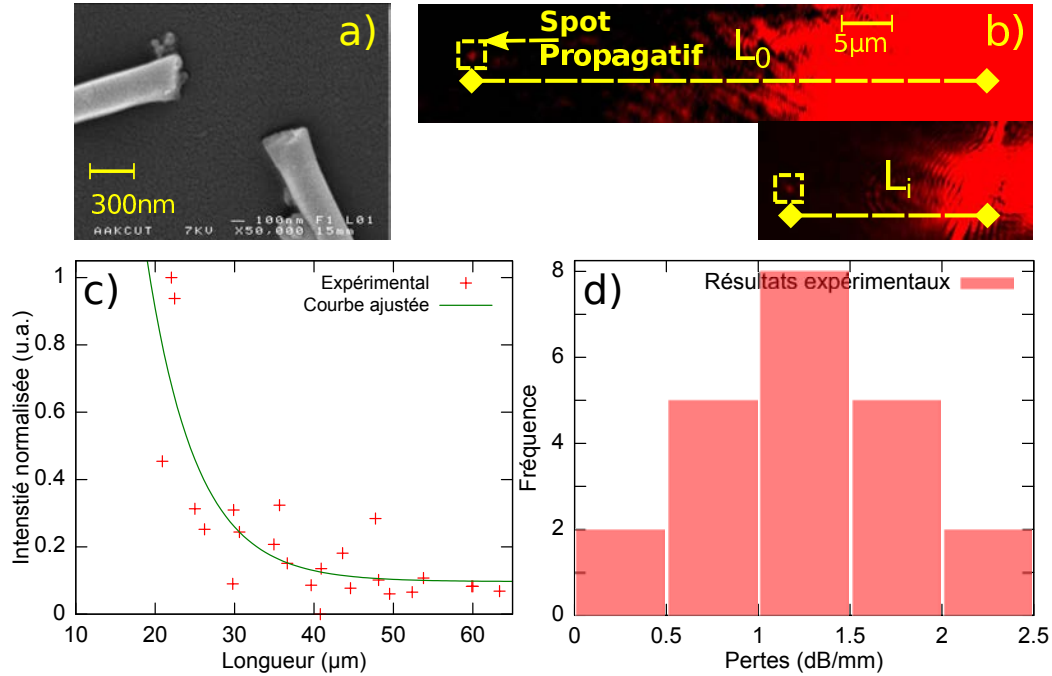 a)
300nm
100nm F1 L01
AAKCUT 7KV X50,000 15mm
b)
Spot
Propagatif
L0
5µm
Li
c)
Expérimental
Courbe ajustée
Intenstié normalisée (u.a.)
1
0.8
0.6
0.4
0.2
0
10 20 30 40 50 60
Longueur (µm)
d)
Résultats expérimentaux
Fréquence
8
6
4
2
0
0 0.5 1 1.5 2 2.5
Pertes (dB/mm)